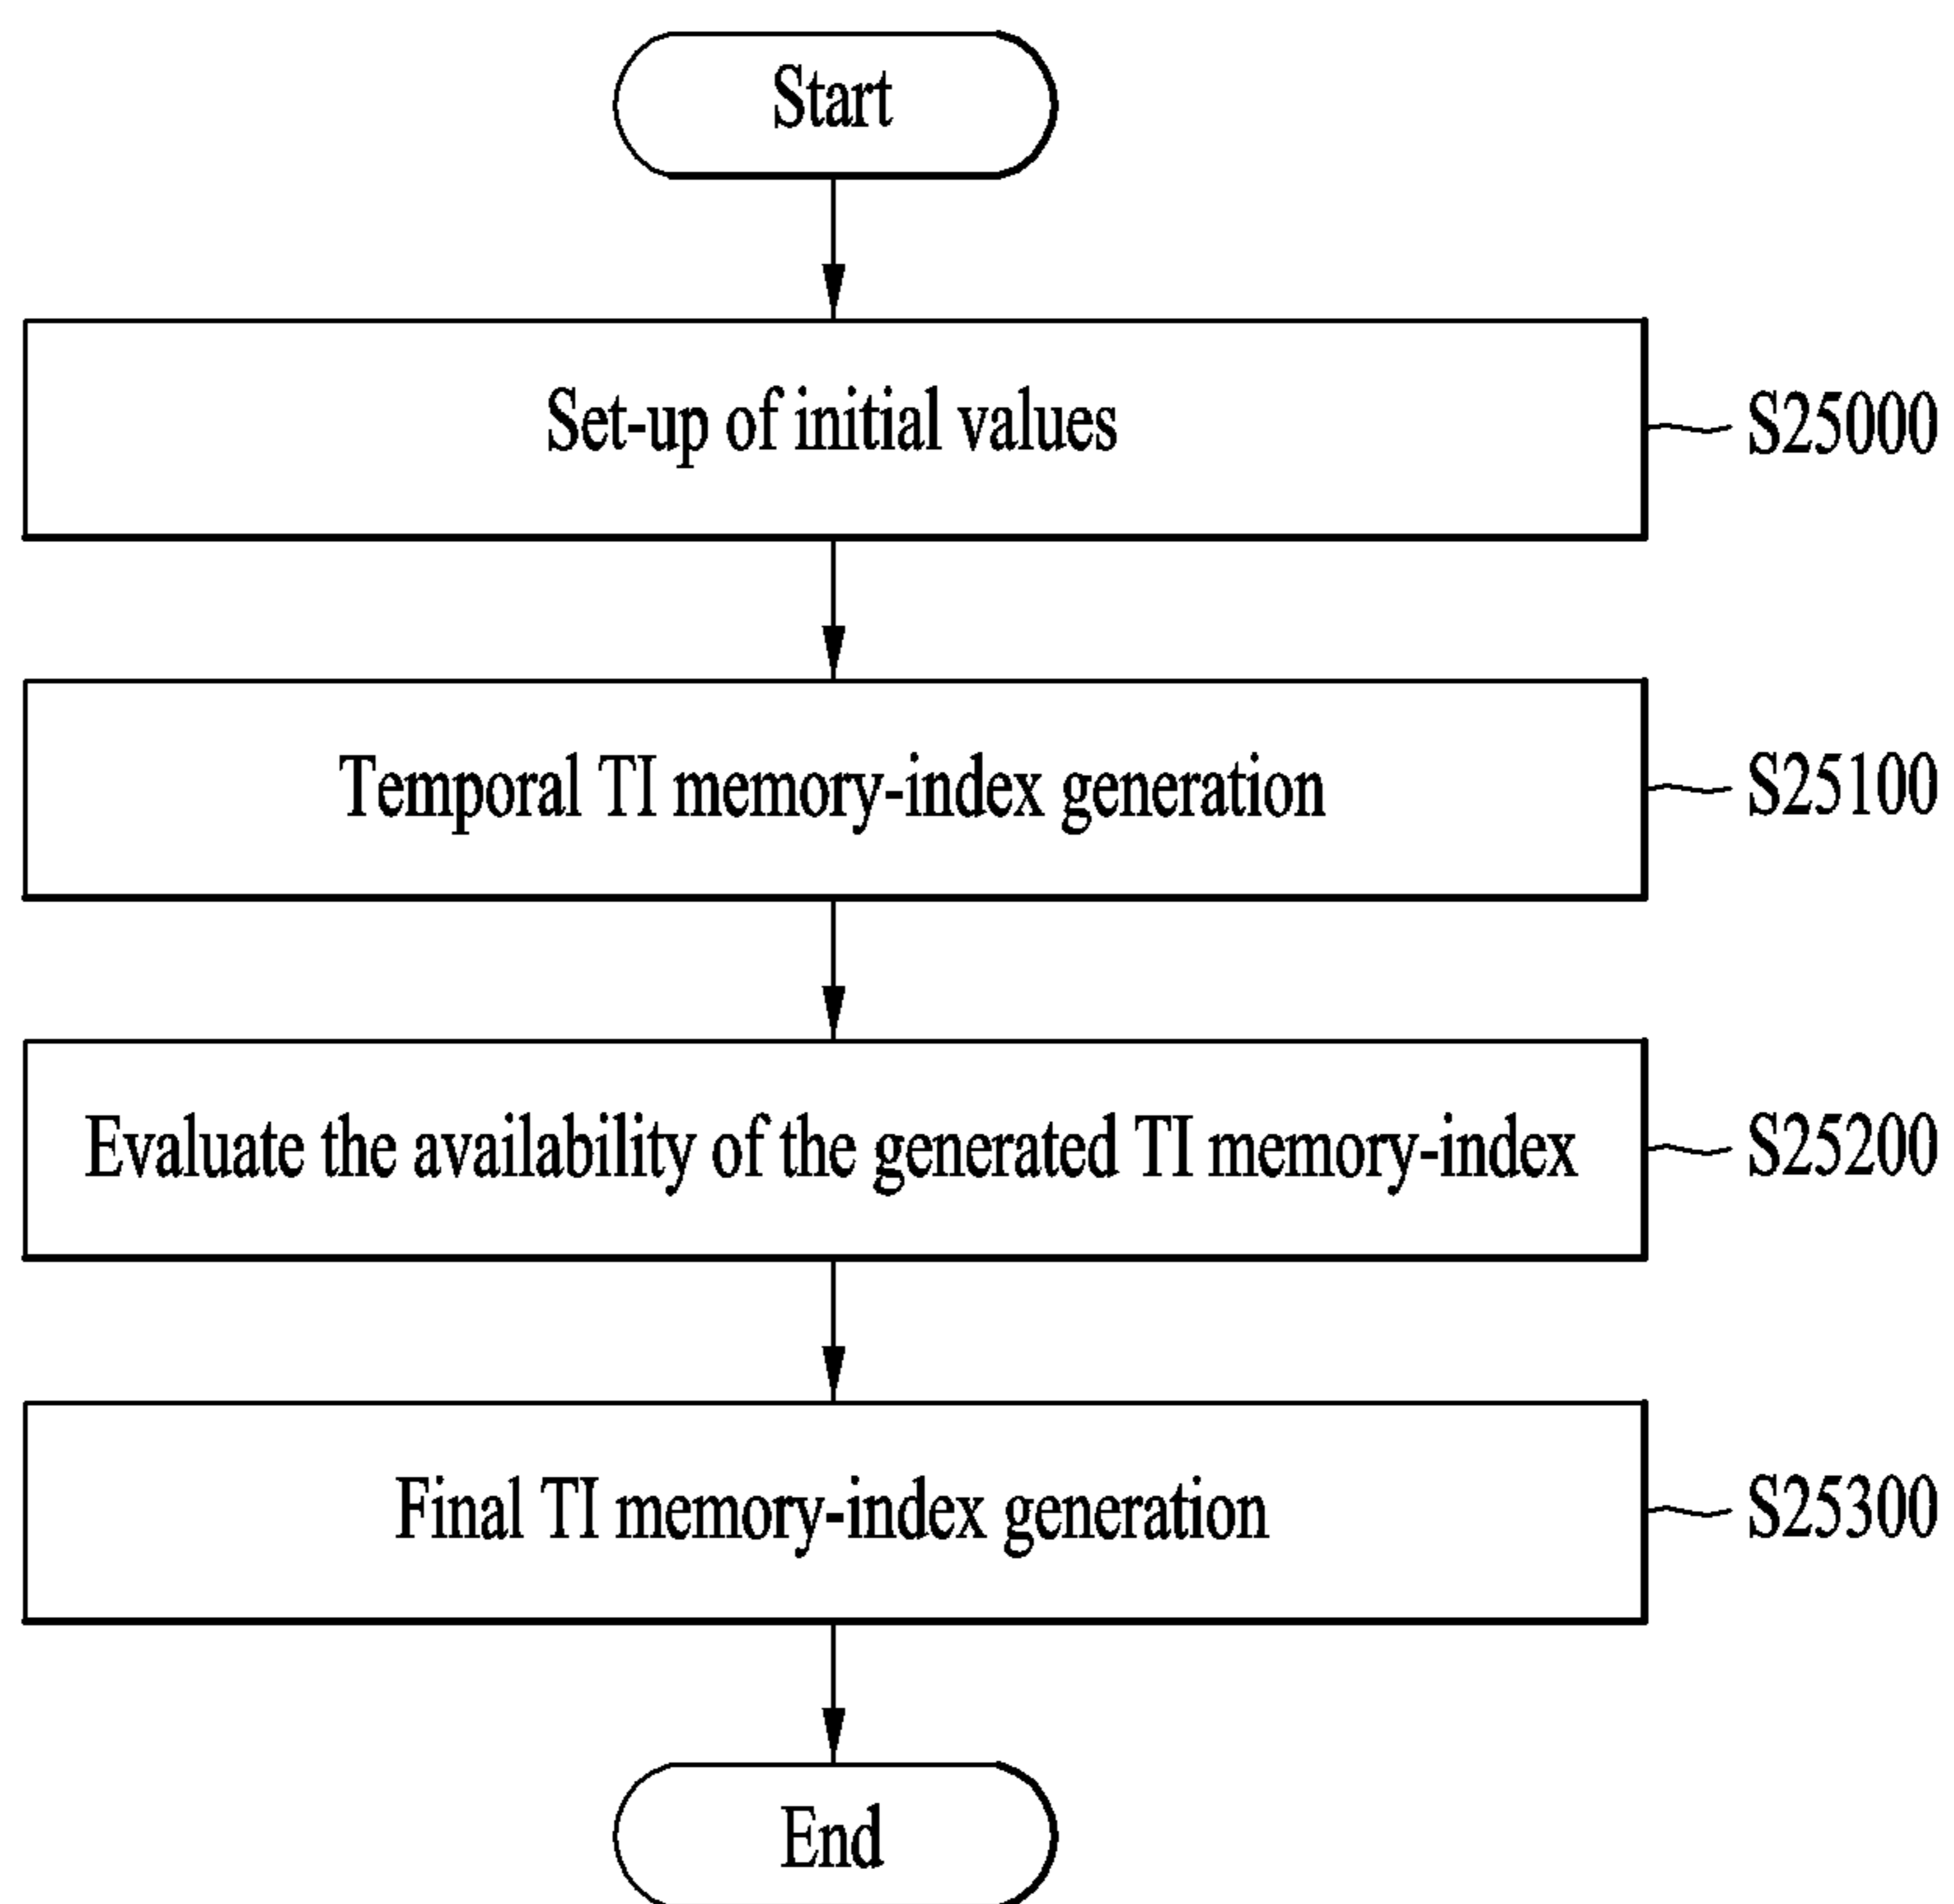 Start
Set-up of initial values
S25000
Temporal TI memory-index generation
S25100
Evaluate the availability of the generated TI memory-index
S25200
Final TI memory-index generation
S25300
End